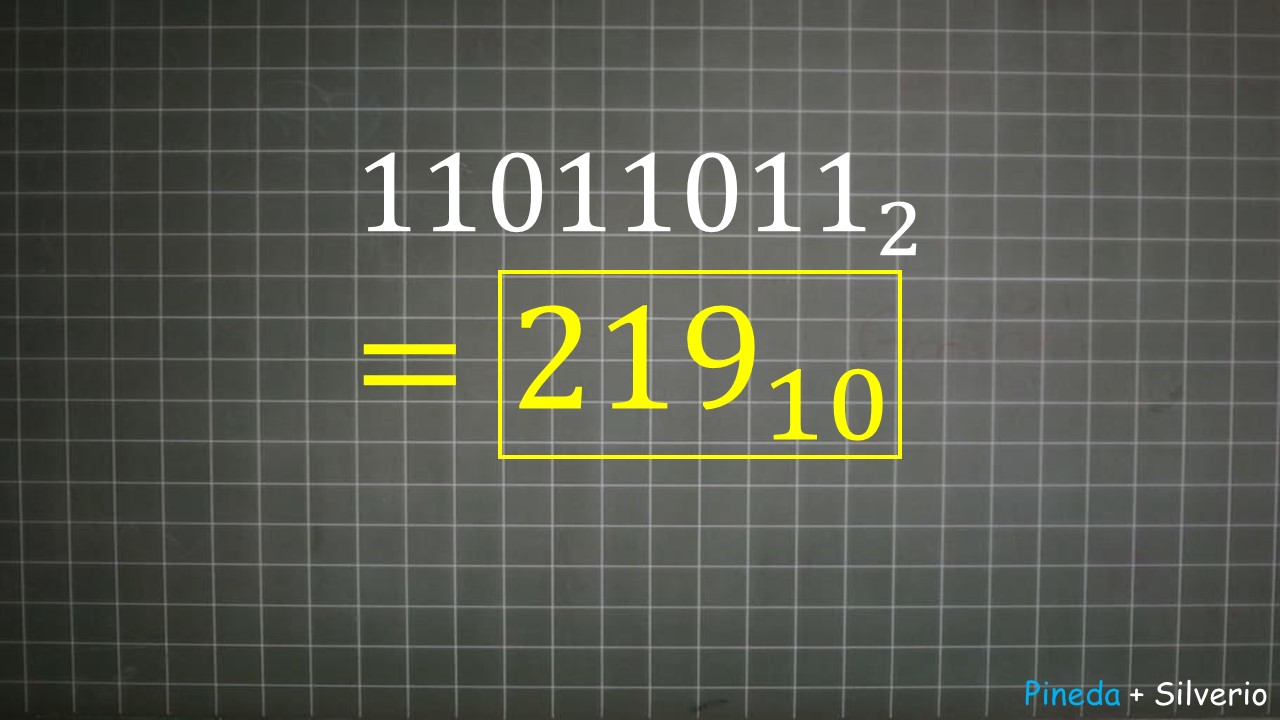 11011011₂
= 219₁₀
Pineda + Silverio